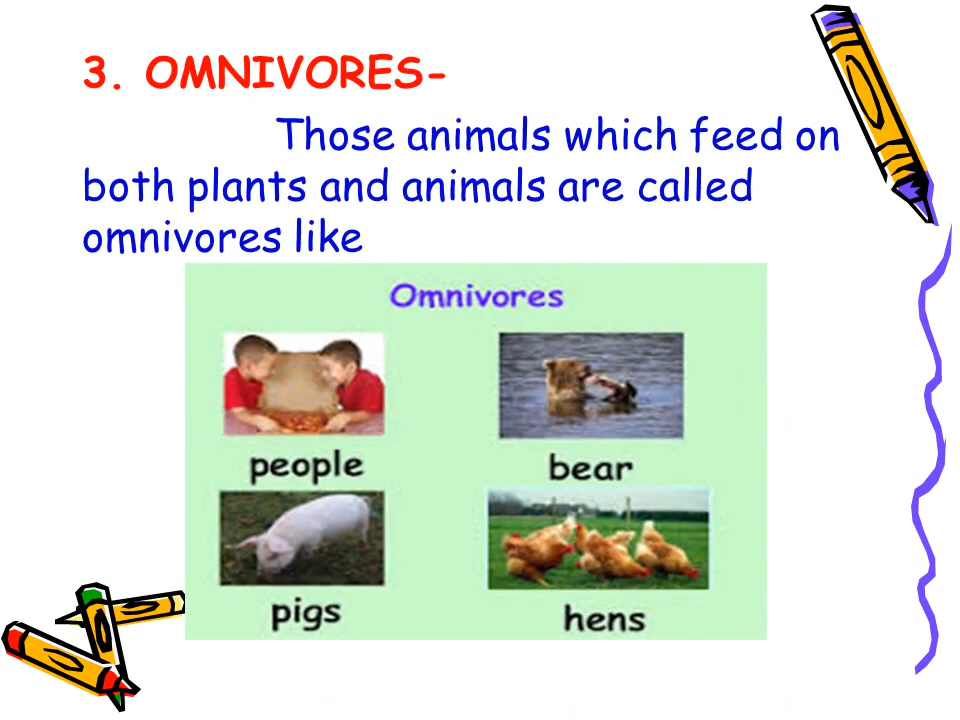 3. OMNIVORES-
Those animals which feed on
both plants and animals are called
omnivores like
Omnivores
people
bear
pigs
hens